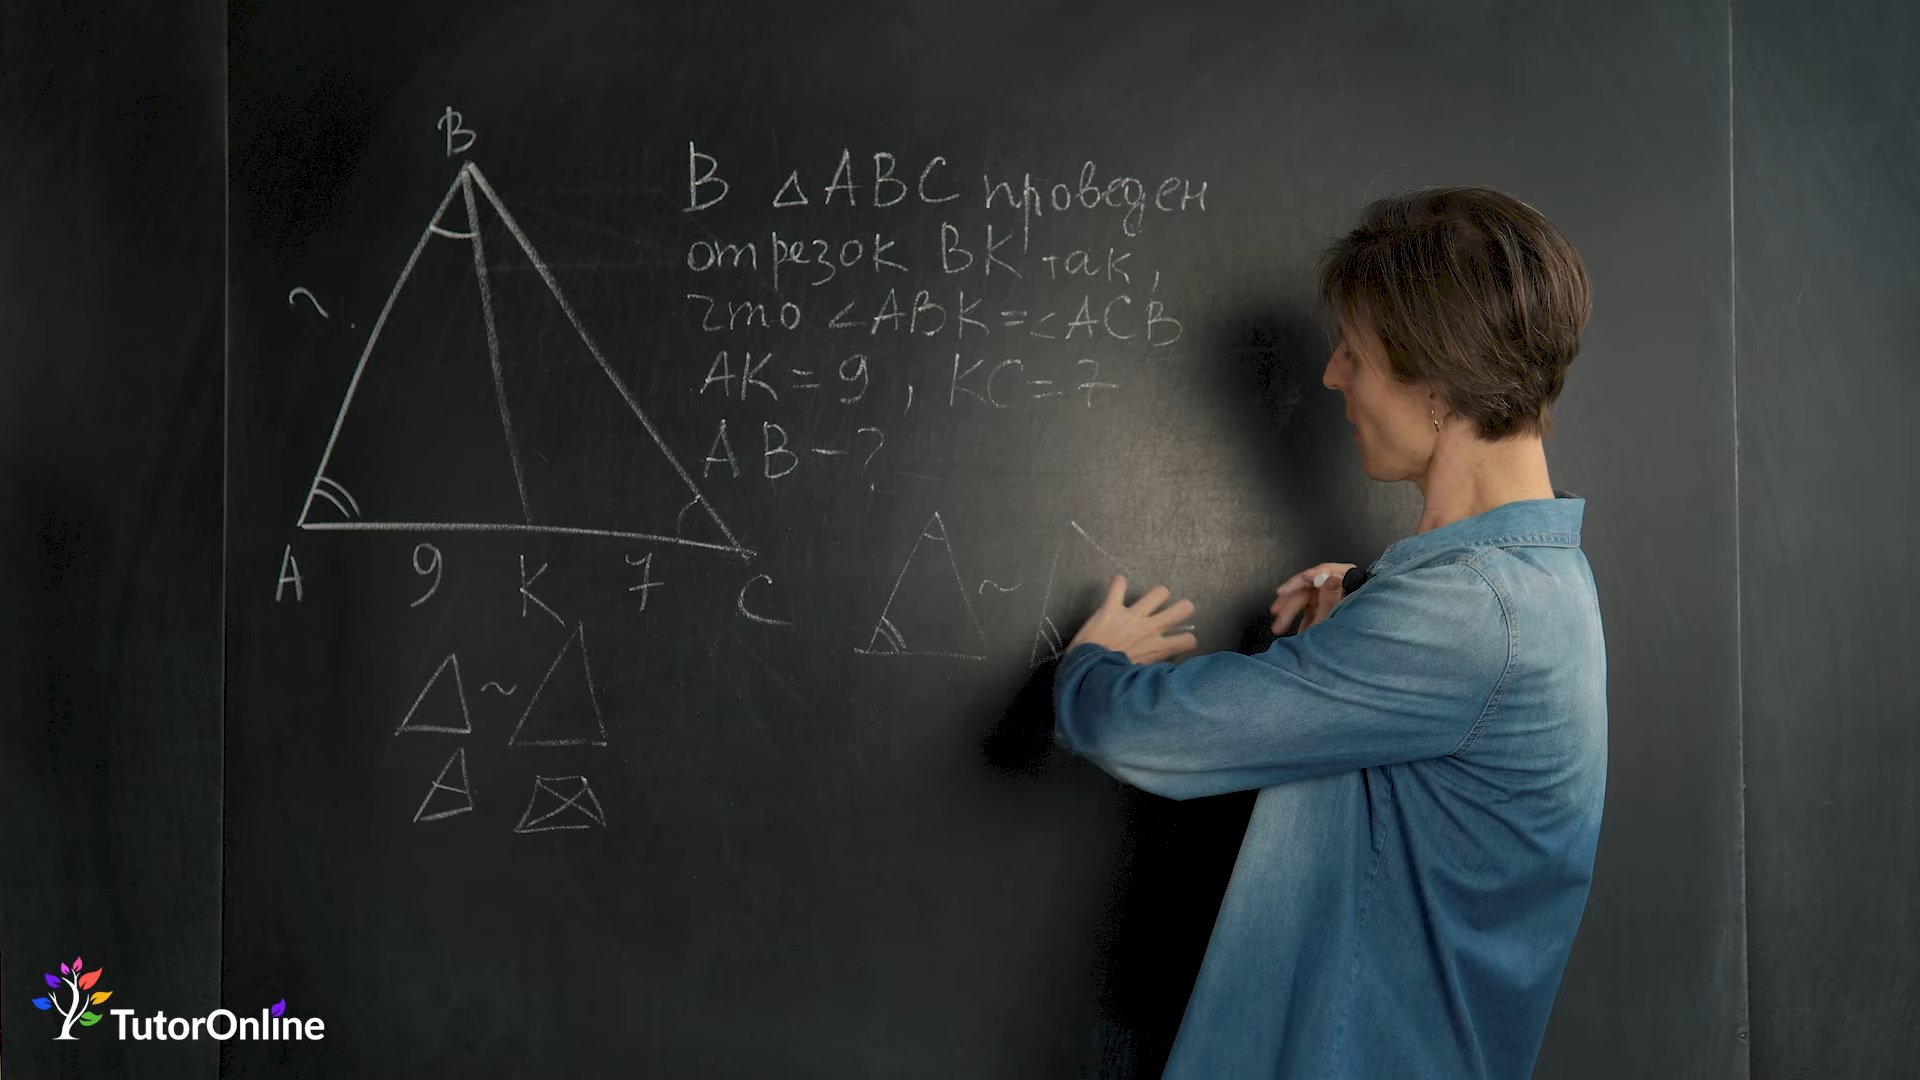 B
?
A
9
K
7
C
В △ABC проведен
отрезок BK так,
что ∠ABK=∠ACB
AK=9, KC=7
AB-?
~
~
TutorOnline